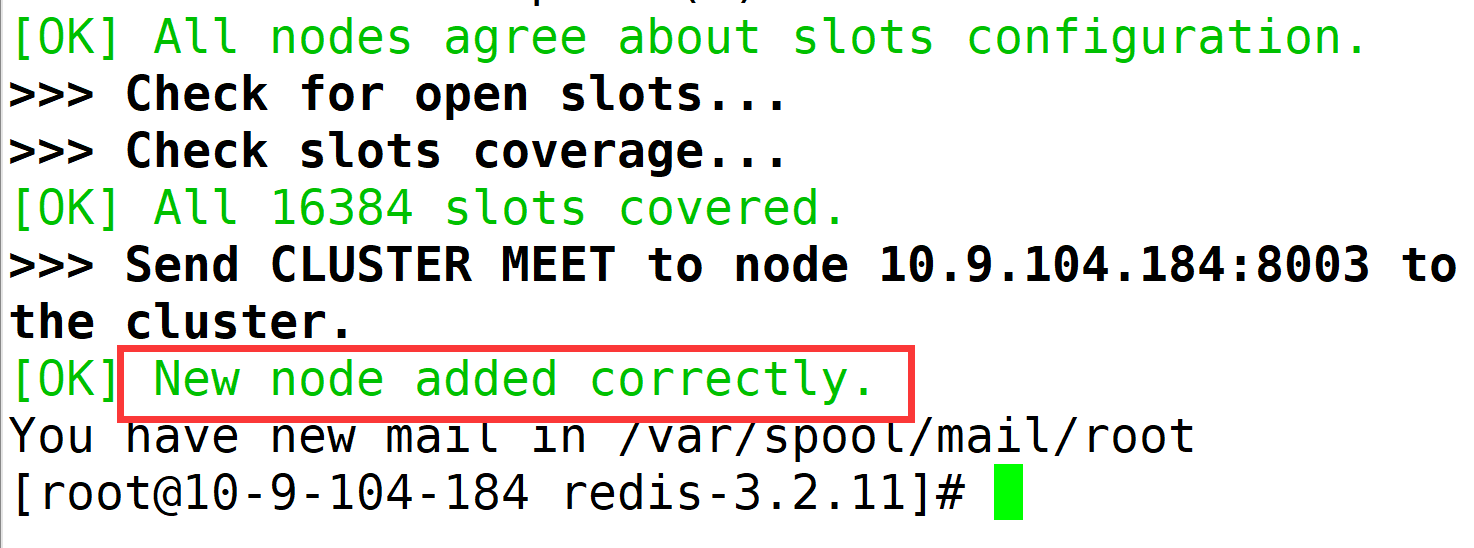 [OK] All nodes agree about slots configuration.
>>> Check for open slots...
>>> Check slots coverage...
[OK] All 16384 slots covered.
>>> Send CLUSTER MEET to node 10.9.104.184:8003 to
the cluster.
[OK] New node added correctly.
You have new mail in /var/spool/mail/root
[root@10-9-104-184 redis-3.2.11]#